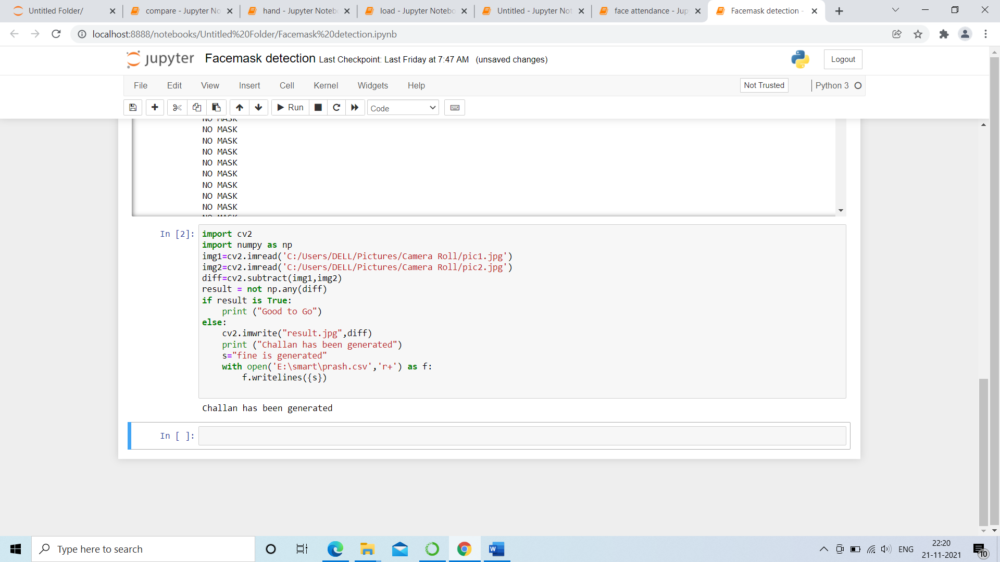 Untitled Folder/
compare - Jupyter No
hand - Jupyter Noteb
load - Jupyter Notebo
Untitled - Jupyter Not
face attendance - Jup
Facemask detection -
localhost:8888/notebooks/Untitled%20Folder/Facemask%20detection.ipynb
jupyter Facemask detection Last Checkpoint: Last Friday at 7:47 AM (unsaved changes)
Logout
File Edit View Insert Cell Kernel Widgets Help
Not Trusted
Python 3
Run
Code
NO MASK
NO MASK
NO MASK
NO MASK
NO MASK
NO MASK
NO MASK
NO MASK
NO MASK
NO MASK
In [2]:
import cv2
import numpy as np
img1=cv2.imread('C:/Users/DELL/Pictures/Camera Roll/pic1.jpg')
img2=cv2.imread('C:/Users/DELL/Pictures/Camera Roll/pic2.jpg')
diff=cv2.subtract(img1,img2)
result = not np.any(diff)
if result is True:
    print ("Good to Go")
else:
    cv2.imwrite("result.jpg",diff)
    print ("Challan has been generated")
    s="fine is generated"
    with open('E:\smart\prash.csv','r+') as f:
        f.writelines({s})
Challan has been generated
In [ ]:
Type here to search
W
ENG
22:20
21-11-2021
10